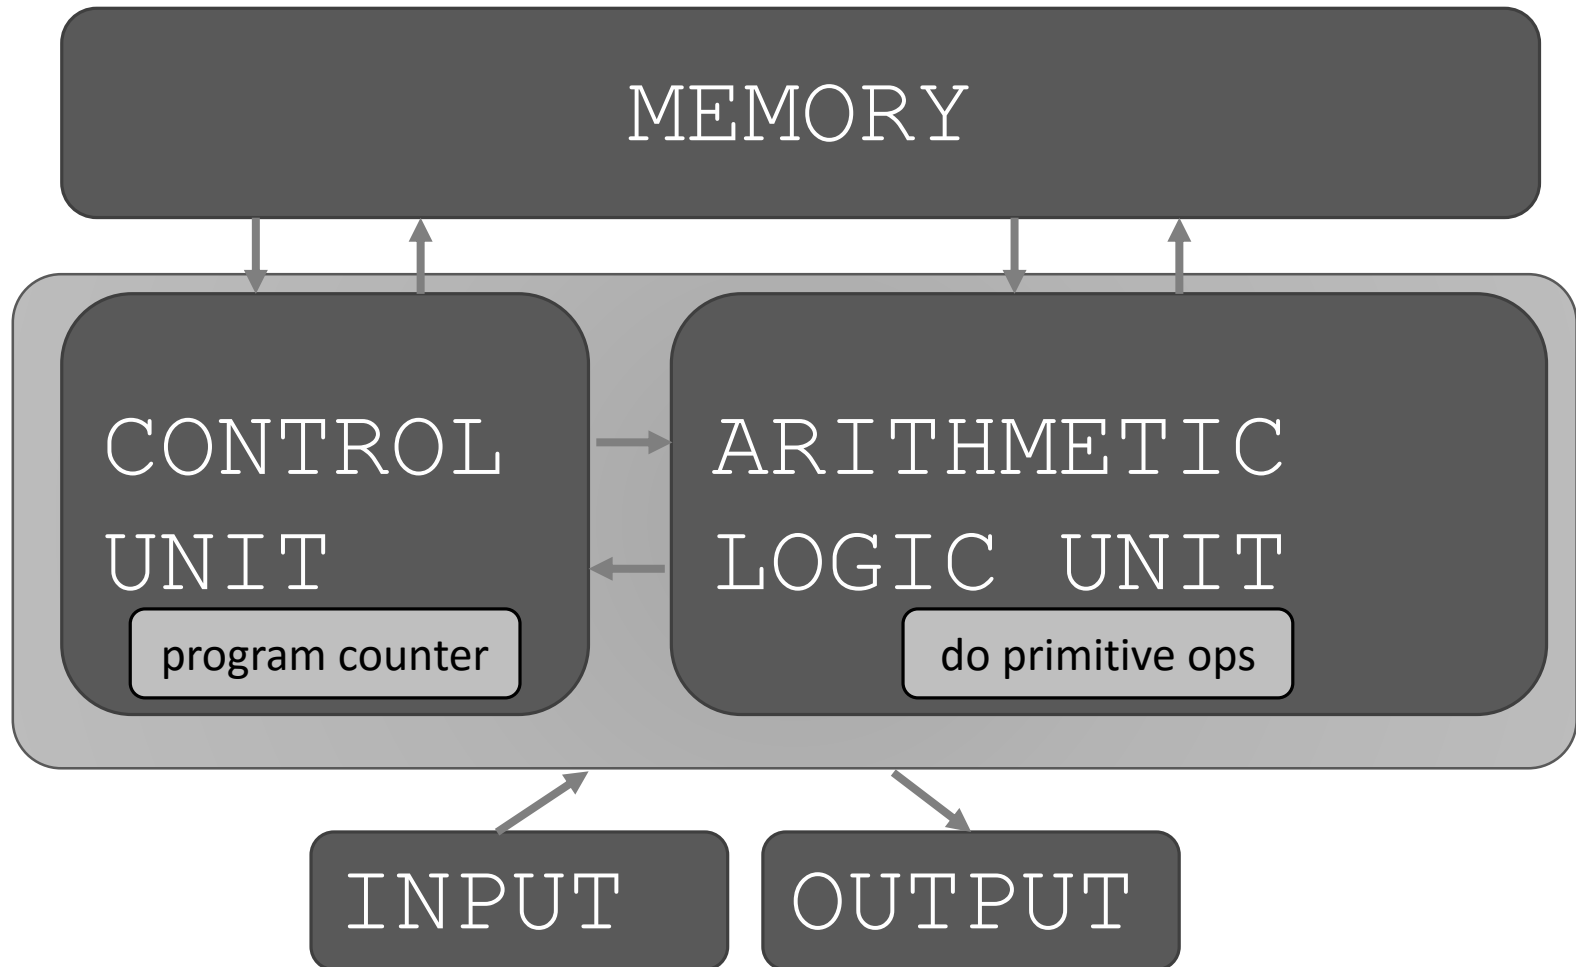 MEMORY
CONTROL
UNIT
program counter
ARITHMETIC
LOGIC UNIT
do primitive ops
INPUT
OUTPUT